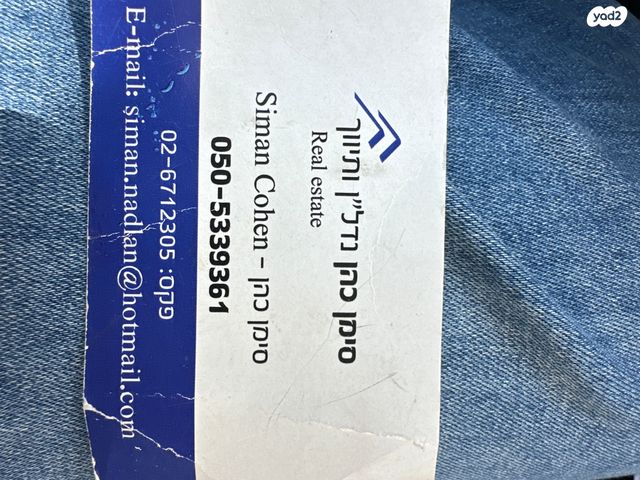 סימן כהן נדל"ן ותיווך
Real estate
Siman Cohen - סימן כהן
050-5339361
פקס: 02-6712305
E-mail: siman.nadlan@hotmail.com
yad2